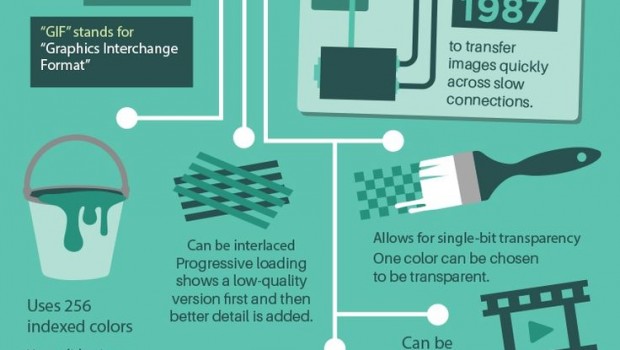 "GIF" stands for
"Graphics Interchange
Format"
1987
to transfer
images quickly
across slow
connections.
Uses 256
indexed colors
Can be interlaced
Progressive loading
shows a low-quality
version first and then
better detail is added.
Allows for single-bit transparency
One color can be chosen
to be transparent.
Can be